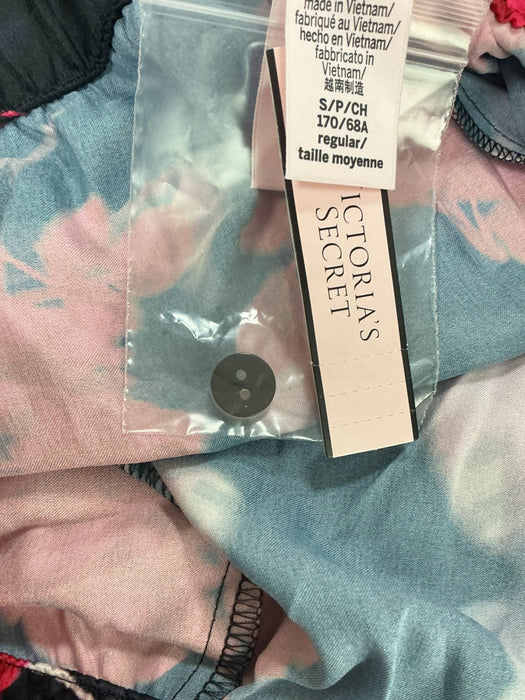 made in Vietnam/
fabriqué au Vietnam/
hecho en Vietnam/
fabbricato in
Vietnam/
越南制造
S/P/CH
170/68A
regular/
taille moyenne
VICTORIA'S
SECRET